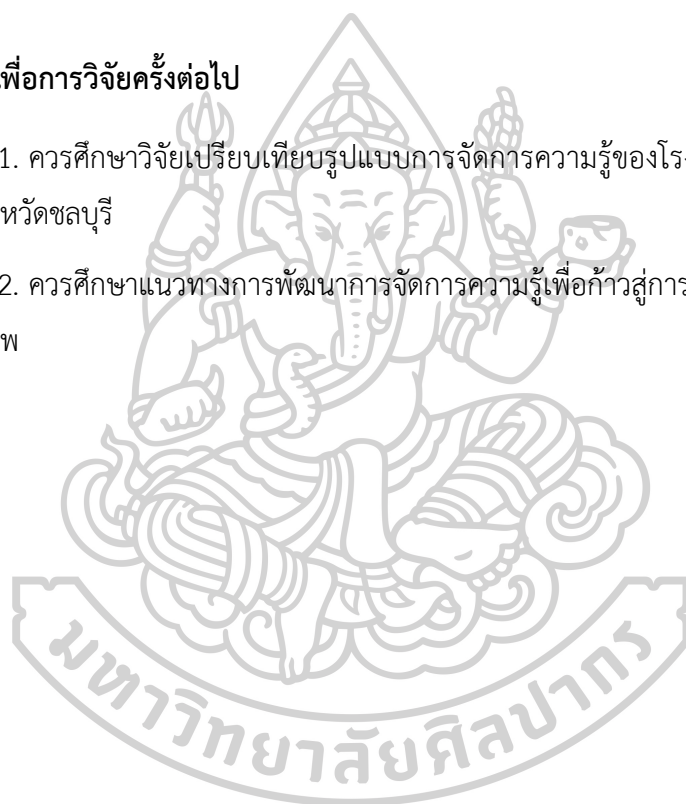 พื่อการวิจัยครั้งต่อไป
1. ควรศึกษาวิจัยเปรียบเทียบรูปแบบการจัดการความรู้ของโร
หวัดชลบุรี
2. ควรศึกษาแนวทางการพัฒนาการจัดการความรู้เพื่อก้าวสู่การ
พ
มหาวิทยาลัยศิลปากร